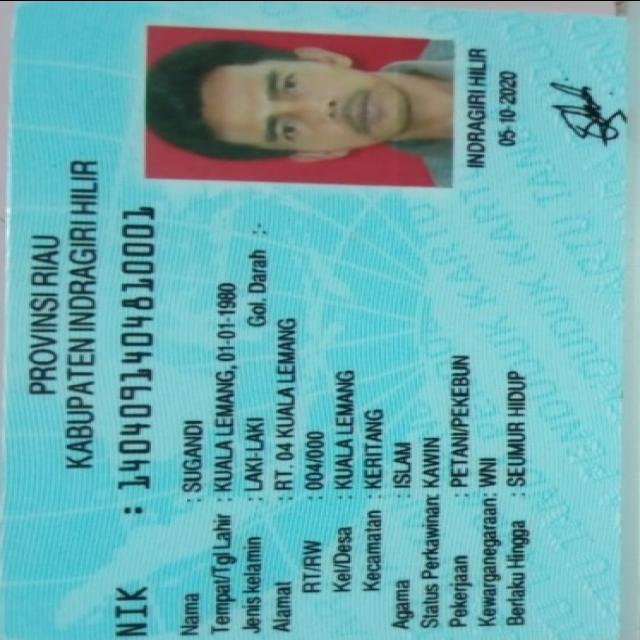 PROVINSI RIAU
KABUPATEN INDRAGIRI HILIR
NIK : 1404091404810001
Nama : SUGANDI
Tempat/Tgl Lahir : KUALA LEMANG, 01-01-1980
Jenis kelamin : LAKI-LAKI Gol. Darah :-
Alamat : RT. 04 KUALA LEMANG
RT/RW : 004/000
Kel/Desa : KUALA LEMANG
Kecamatan : KERITANG
Agama : ISLAM
Status Perkawinan: KAWIN
Pekerjaan : PETANI/PEKEBUN
Kewarganegaraan: WNI
Berlaku Hingga : SEUMUR HIDUP
INDRAGIRI HILIR
05-10-2020